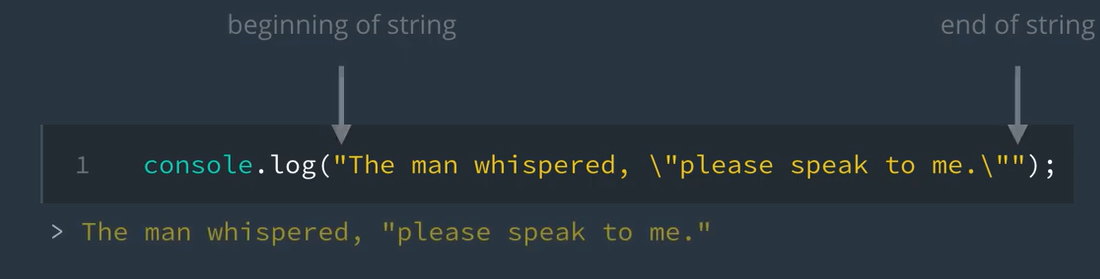 beginning of string
end of string
1 console.log("The man whispered, \"please speak to me.\"");
> The man whispered, "please speak to me."